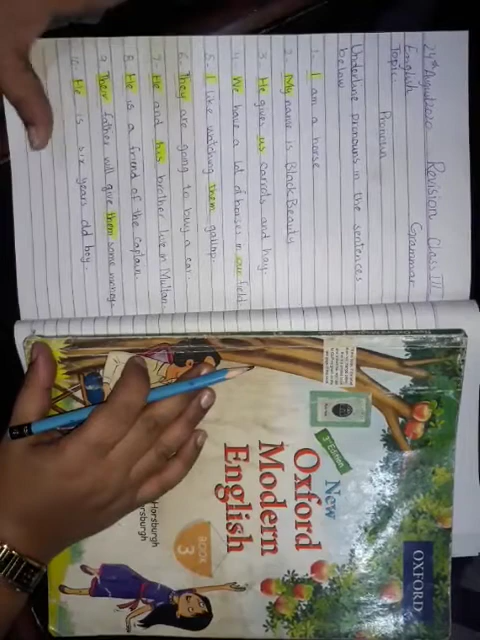 24th August 2020 Revision Class III
English Grammar
Topic Pronoun
Underline pronouns in the sentences
below
1. I am a horse
2. My name is Black Beauty
3. He gives us carrots and hay.
4. We have a lot of horses in our field.
5. I like watching them gallop.
6. They are going to buy a car.
7. He and his brother live in Multan
8. He is a friend of the captain.
9. Their father will give them some money.
10. He is six years old boy.
New
Oxford
Modern
English
3rd EDITION
BOOK
3
Horsburgh
rsburgh
OXFORD